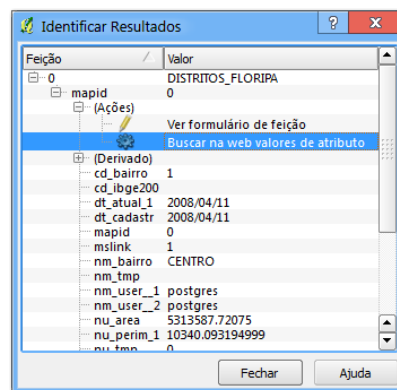 Identificar Resultados
Feição Valor
0 DISTRITOS_FLORIPA
mapid 0
(Ações)
Ver formulário de feição
Buscar na web valores de atributo
(Derivado)
cd_bairro 1
cd_ibge200
dt_atual_1 2008/04/11
dt_cadastr 2008/04/11
mapid 0
mslink 1
nm_bairro CENTRO
nm_tmp
nm_user__1 postgres
nm_user__2 postgres
nu_area 5313587.72075
nu_perim_1 10340.093194999
nu_tmp 0
Fechar Ajuda